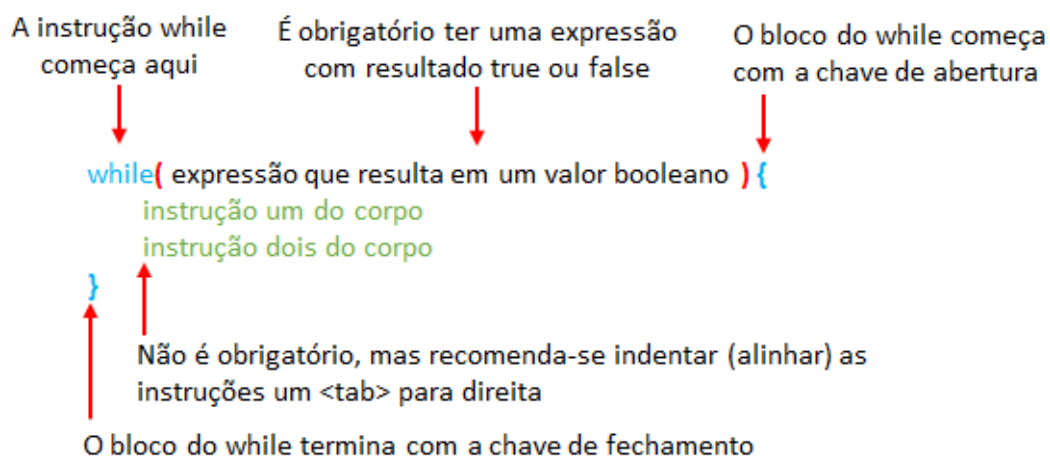 A instrução while
começa aqui
É obrigatório ter uma expressão
com resultado true ou false
O bloco do while começa
com a chave de abertura
while( expressão que resulta em um valor booleano ){
instrução um do corpo
instrução dois do corpo
}
Não é obrigatório, mas recomenda-se indentar (alinhar) as
instruções um <tab> para direita
O bloco do while termina com a chave de fechamento